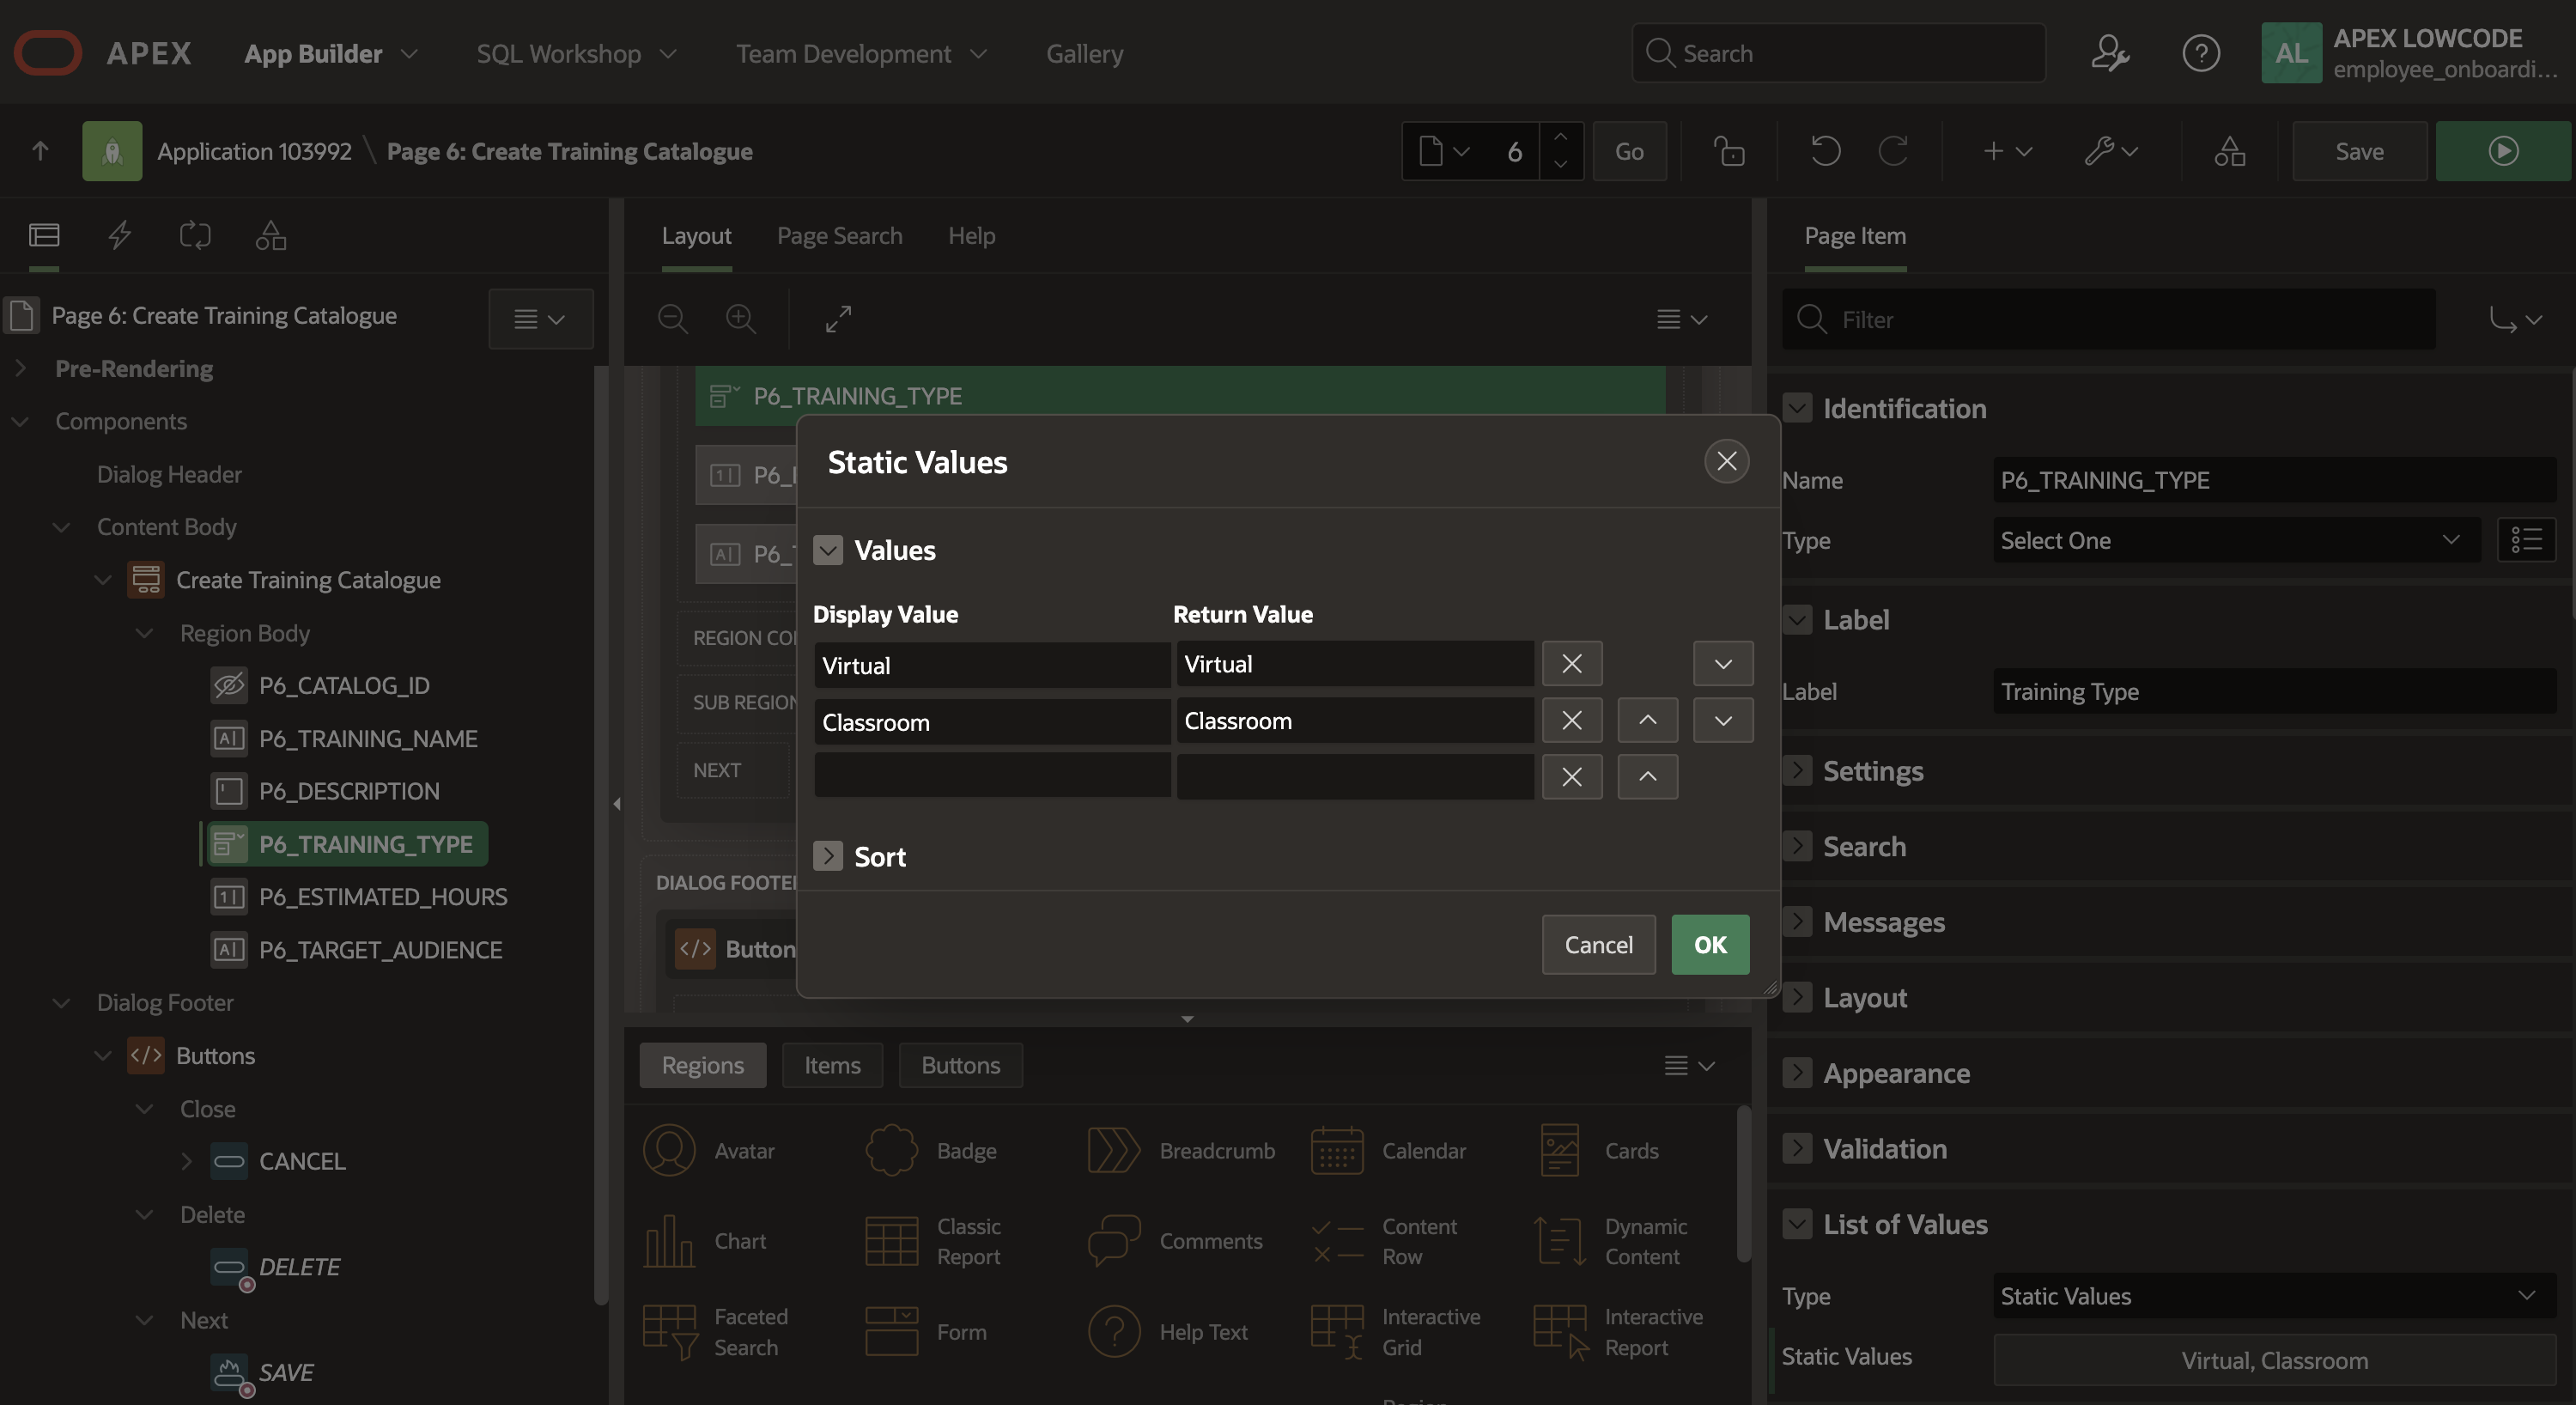 APEX
App Builder
SQL Workshop
Team Development
Gallery
Search
AL
APEX LOWCODE
employee_onboardi...
Application 103992 \ Page 6: Create Training Catalogue
6
Go
Save
Page 6: Create Training Catalogue
Pre-Rendering
Components
Dialog Header
Content Body
Create Training Catalogue
Region Body
P6_CATALOG_ID
P6_TRAINING_NAME
P6_DESCRIPTION
P6_TRAINING_TYPE
P6_ESTIMATED_HOURS
P6_TARGET_AUDIENCE
Dialog Footer
Buttons
Close
CANCEL
Delete
DELETE
Next
SAVE
Layout
Page Search
Help
P6_TRAINING_TYPE
REGION
SUB REGION
NEXT
DIALOG
Static Values
Values
Display Value
Return Value
Virtual
Virtual
Classroom
Classroom
Sort
Cancel
OK
Regions
Items
Buttons
Avatar
Badge
Breadcrumb
Calendar
Cards
Chart
Classic
Report
Comments
Content
Row
Dynamic
Content
Faceted
Search
Form
Help Text
Interactive
Grid
Interactive
Report
Page Item
Filter
Identification
Name
P6_TRAINING_TYPE
Type
Select One
Label
Label
Training Type
Settings
Search
Messages
Layout
Appearance
Validation
List of Values
Type
Static Values
Static Values
Virtual, Classroom